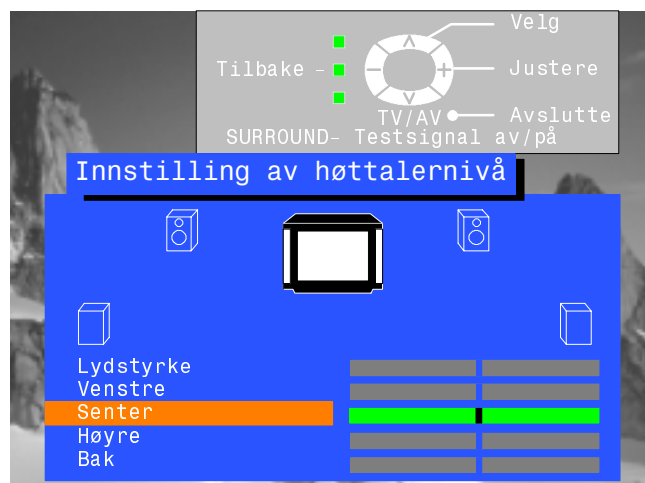 Velg
Tilbake – Justere
TV/AV Avslutte
SURROUND– Testsignal av/på
Innstilling av høttalernivå
Lydstyrke
Venstre
Senter
Høyre
Bak